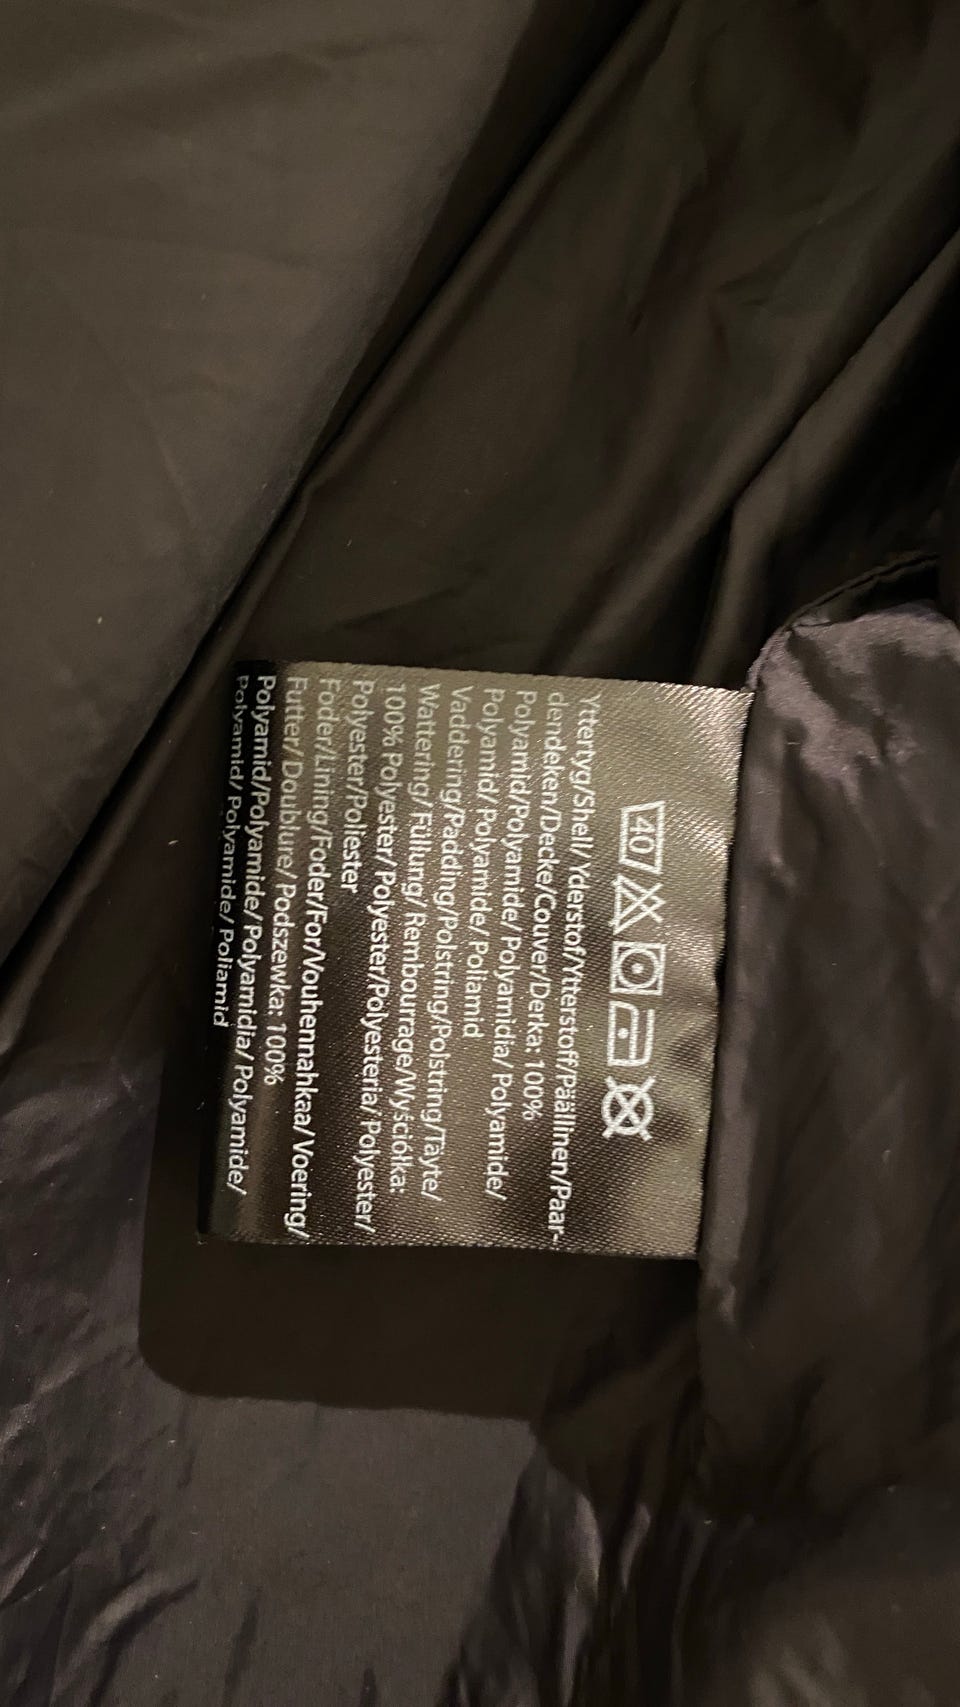 40
Yttertyg/Shell/Yderstof/Ytterstoff/Päällinen/Paar-
dendeken/Decke/Couver/Derka: 100%
Polyamid/Polyamide/ Polyamidia/ Polyamide/
Polyamid/ Polyamide/ Poliamid
Vaddering/Padding/Polstring/Polstring/Täyte/
Wattering/ Füllung/ Rembourrage/Wyściółka:
100% Polyester/ Polyester/Polyesteria/ Polyester/
Polyester/Poliester
Foder/Lining/Foder/For/Vouhennahkaa/ Voering/
Futter/Doublure/ Podszewka: 100%
Polyamid/Polyamide/ Polyamidia/ Polyamide/
Polyamid/ Polyamide/ Poliamid